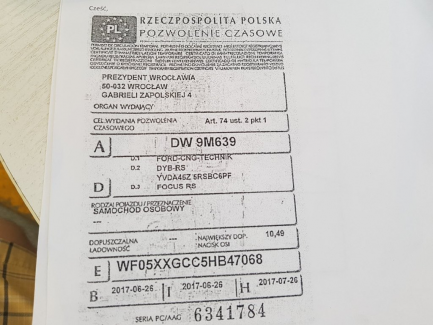 Cześć.
PL
RZECZPOSPOLITA POLSKA
POZWOLENIE CZASOWE
PREZYDENT WROCŁAWIA
50-032 WROCŁAW
GABRIELI ZAPOLSKIEJ 4
ORGAN WYDAJĄCY
CEL WYDANIA POZWOLENIA Art. 74 ust. 2 pkt 1
CZASOWEGO
A DW 9M639
D.1 FORD-CNG-TECHNIK
D.2 DYB-RS
YVDA46Z 5RSBC6PF
D D.3 FOCUS RS
RODZAJ POJAZDU / PRZEZNACZENIE
SAMOCHÓD OSOBOWY
---
DOPUSZCZALNA --- NAJWIĘKSZY DOP. 10,49
ŁADOWNOŚĆ NACISK OSI
E WF05XXGCC5HB47068
B 2017-06-26 I 2017-06-26 H 2017-07-26
SERIA PC/AAG 6341784